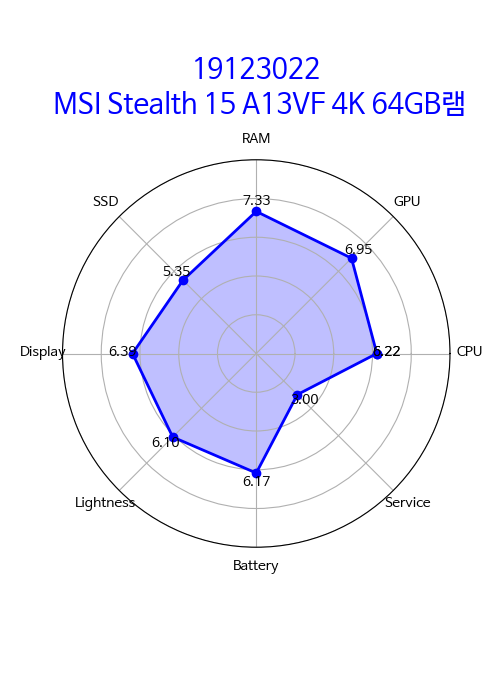 19123022
MSI Stealth 15 A13VF 4K 64GB램
RAM
SSD
7.33
GPU
5.35
6.95
Display
6.39
6.22
CPU
6.10
3.00
Lightness
6.17
Service
Battery